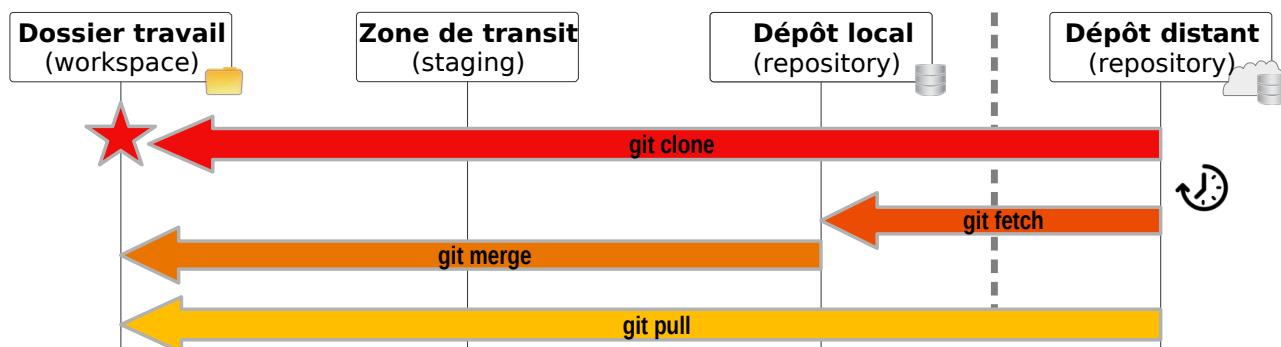 Dossier travail
(workspace)
Zone de transit
(staging)
Dépôt local
(repository)
Dépôt distant
(repository)
git clone
git fetch
git merge
git pull